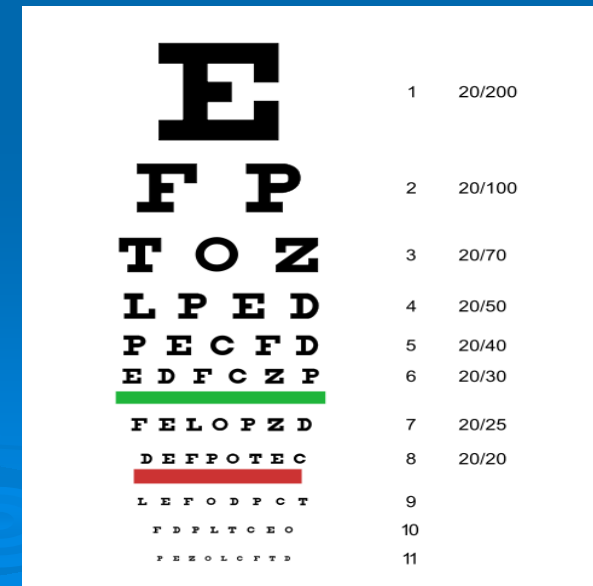 E 1 20/200
F P 2 20/100
T O Z 3 20/70
L P E D 4 20/50
P E C F D 5 20/40
E D F C Z P 6 20/30
F E L O P Z D 7 20/25
D E F P O T E C 8 20/20
L E F O D P C T 9
F D P L T C E O 10
P E Z O L C F T D 11